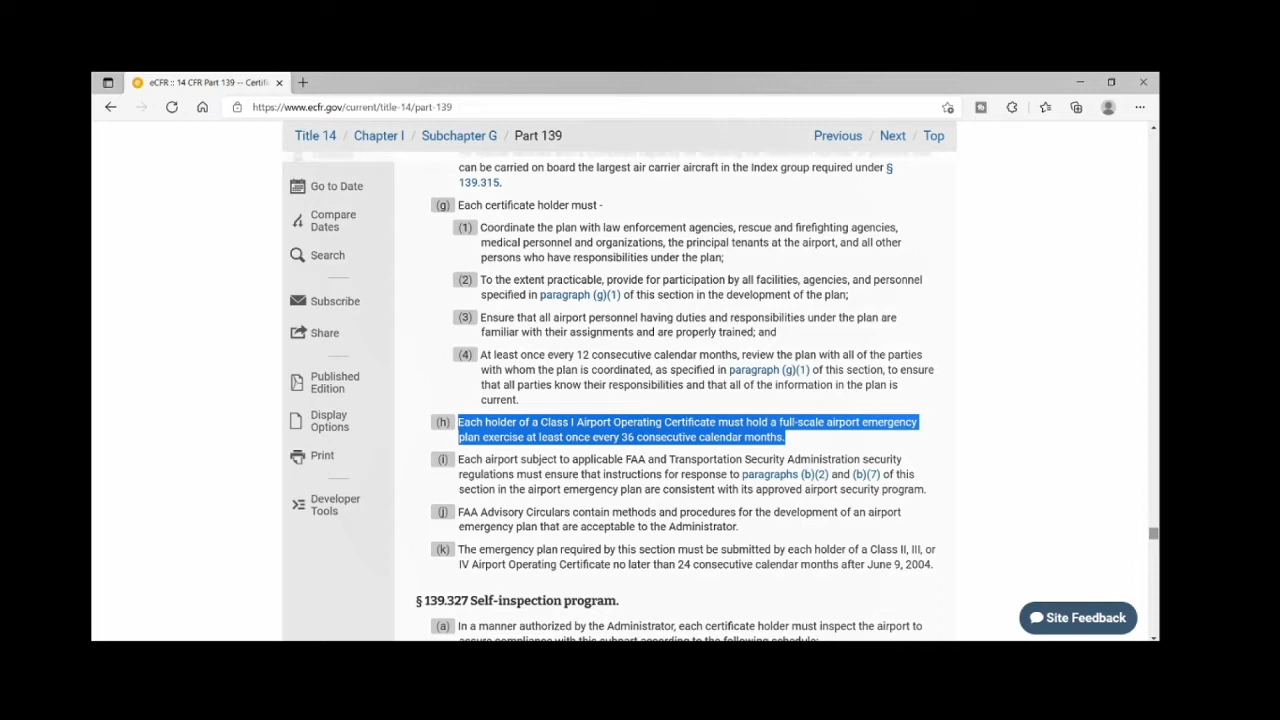 eCFR :: 14 CFR Part 139 -- Certifi
https://www.ecfr.gov/current/title-14/part-139
Title 14 / Chapter I / Subchapter G / Part 139
Previous / Next / Top
Go to Date
Compare
Dates
Search
Subscribe
Share
Published
Edition
Display
Options
Print
Developer
Tools
can be carried on board the largest air carrier aircraft in the Index group required under §
139.315.
(g) Each certificate holder must -
(1) Coordinate the plan with law enforcement agencies, rescue and firefighting agencies,
medical personnel and organizations, the principal tenants at the airport, and all other
persons who have responsibilities under the plan;
(2) To the extent practicable, provide for participation by all facilities, agencies, and personnel
specified in paragraph (g)(1) of this section in the development of the plan;
(3) Ensure that all airport personnel having duties and responsibilities under the plan are
familiar with their assignments and are properly trained; and
(4) At least once every 12 consecutive calendar months, review the plan with all of the parties
with whom the plan is coordinated, as specified in paragraph (g)(1) of this section, to ensure
that all parties know their responsibilities and that all of the information in the plan is
current.
(h) Each holder of a Class I Airport Operating Certificate must hold a full-scale airport emergency
plan exercise at least once every 36 consecutive calendar months.
(i) Each airport subject to applicable FAA and Transportation Security Administration security
regulations must ensure that instructions for response to paragraphs (b)(2) and (b)(7) of this
section in the airport emergency plan are consistent with its approved airport security program.
(j) FAA Advisory Circulars contain methods and procedures for the development of an airport
emergency plan that are acceptable to the Administrator.
(k) The emergency plan required by this section must be submitted by each holder of a Class II, III, or
IV Airport Operating Certificate no later than 24 consecutive calendar months after June 9, 2004.
§ 139.327 Self-inspection program.
(a) In a manner authorized by the Administrator, each certificate holder must inspect the airport to
assure compliance with this subpart according to the following schedule:
Site Feedback